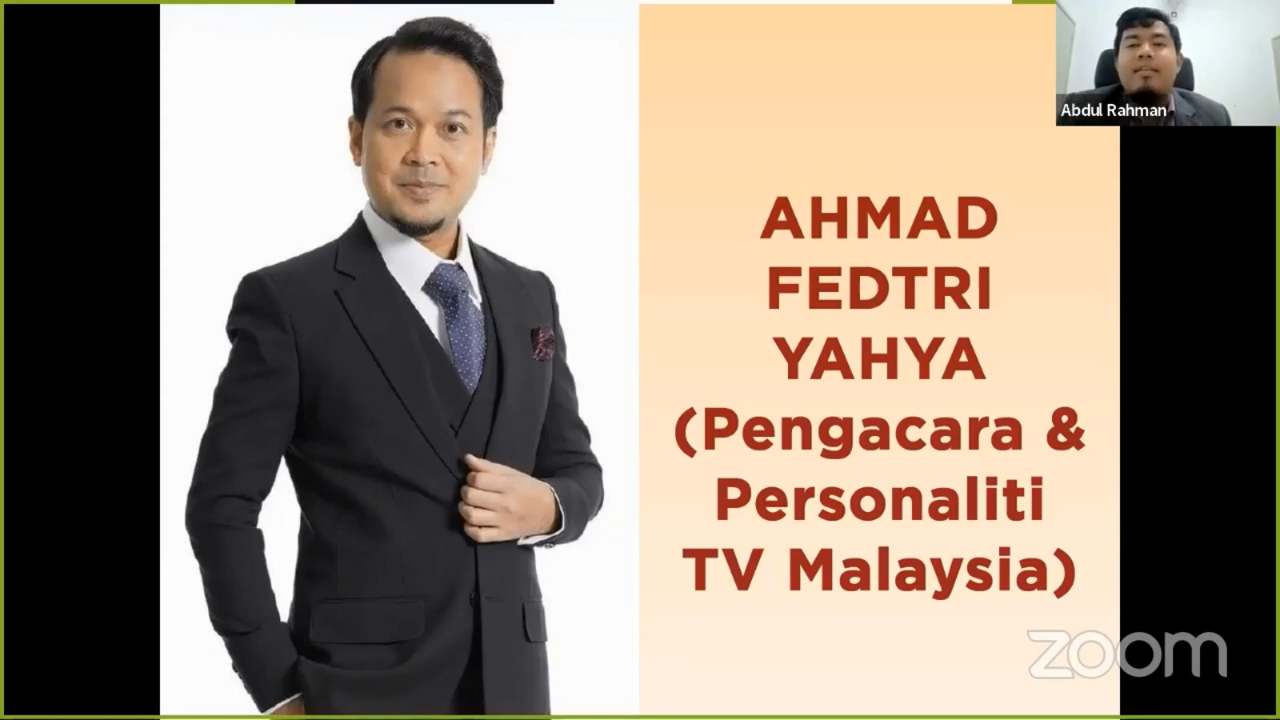 Abdul Rahman
AHMAD
FEDTRI
YAHYA
(Pengacara &
Personaliti
TV Malaysia)
zoom